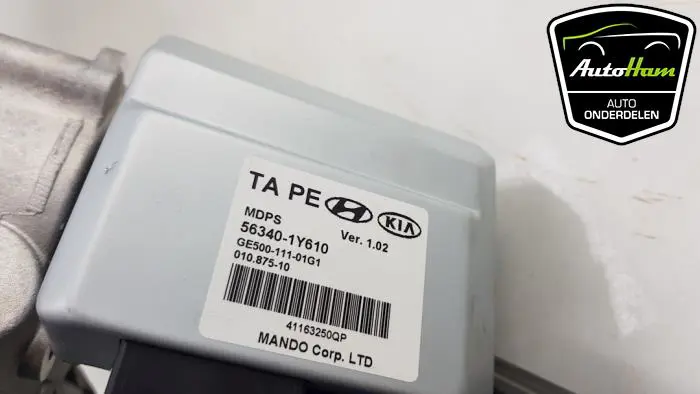 AutoHam
AUTO
ONDERDELEN
TA PE
KIA
MDPS
Ver. 1.02
56340-1Y610
GE500-111-01G1
010.875-10
41163250QP
MANDO Corp. LTD